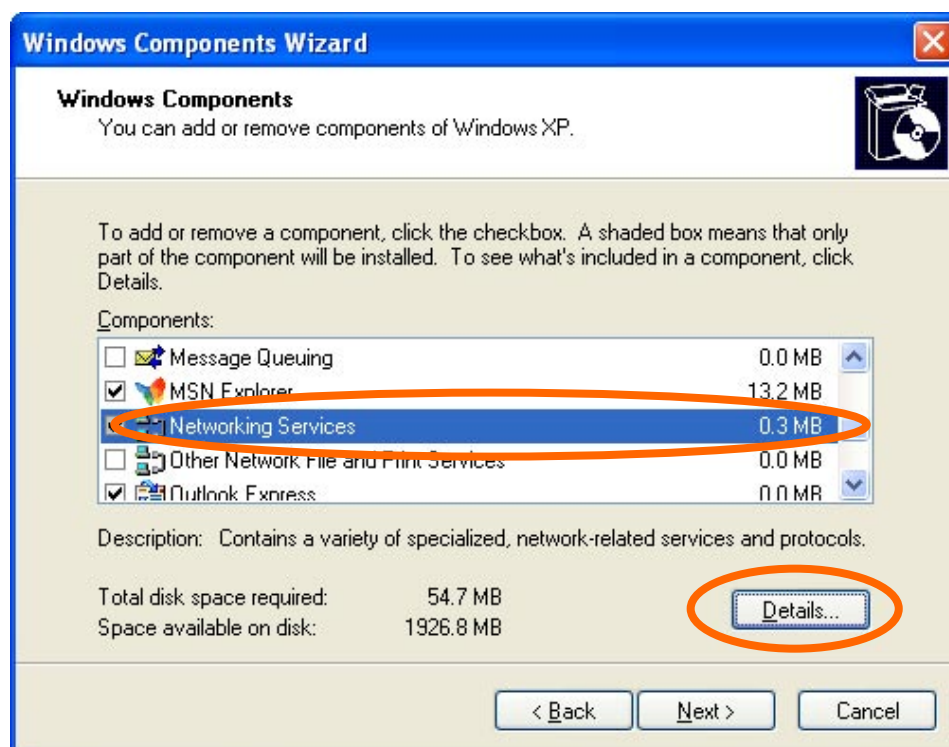 Windows Components Wizard
Windows Components
You can add or remove components of Windows XP.
To add or remove a component, click the checkbox. A shaded box means that only
part of the component will be installed. To see what's included in a component, click
Details.
Components:
Message Queuing 0.0 MB
MSN Explorer 13.2 MB
Networking Services 0.3 MB
Other Network File and Print Services 0.0 MB
Outlook Express 0.0 MB
Description: Contains a variety of specialized, network-related services and protocols.
Total disk space required: 54.7 MB
Space available on disk: 1926.8 MB
Details...
< Back Next > Cancel